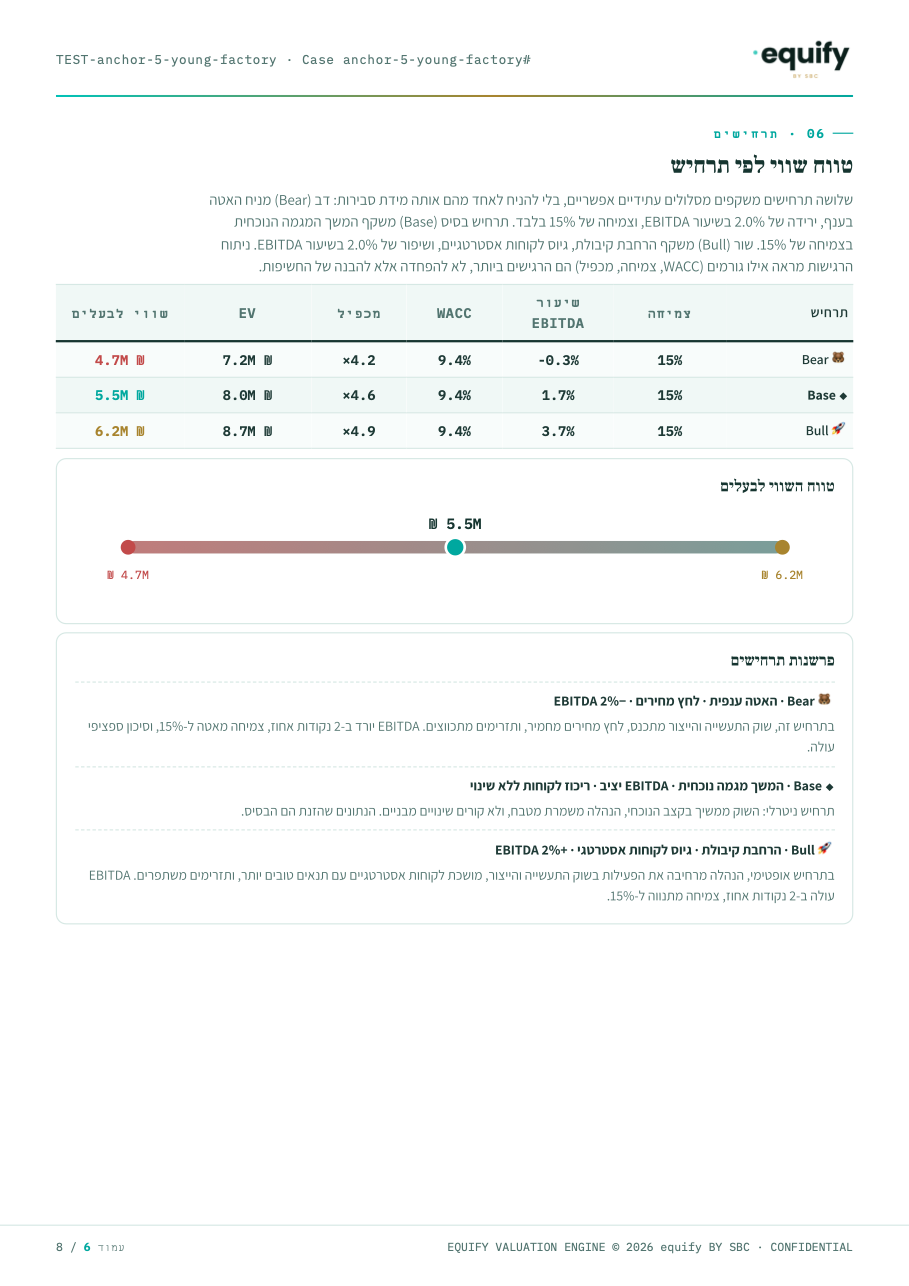 TEST-anchor-5-young-factory · Case anchor-5-young-factory#
equify
BY SBC
06 · תרחישים
טווח שווי לפי תרחיש
שלושה תרחישים משקפים מסלולים עתידיים אפשריים, בלי להניח לאחד מהם אותה מידת סבירות: דב (Bear) מניח האטה
בענף, ירידה של 2.0% בשיעור EBITDA, וצמיחה של 15% בלבד. תרחיש בסיס (Base) משקף המשך המגמה הנוכחית
בצמיחה של 15%. שור (Bull) משקף הרחבת קיבולת, גיוס לקוחות אסטרטגיים, ושיפור של 2.0% בשיעור EBITDA. ניתוח
הרגישות מראה אילו גורמים (WACC, צמיחה, מכפיל) הם הרגישים ביותר, לא להפחדה אלא להבנה של החשיפות.
תרחיש צמיחה שיעור EBITDA WACC מכפיל EV שווי לבעלים
🐻 Bear 15% -0.3% 9.4% ×4.2 7.2M ₪ 4.7M ₪
◆ Base 15% 1.7% 9.4% ×4.6 8.0M ₪ 5.5M ₪
🚀 Bull 15% 3.7% 9.4% ×4.9 8.7M ₪ 6.2M ₪
טווח השווי לבעלים
₪ 5.5M
₪ 6.2M
₪ 4.7M
פרשנות תרחישים
🐻 Bear · האטה ענפית · לחץ מחירים · −2% EBITDA
בתרחיש זה, שוק התעשייה והייצור מתכנס, לחץ מחירים מחמיר, ותזרימים מתכווצים. EBITDA יורד ב-2 נקודות אחוז, צמיחה מאטה ל-15%, וסיכון ספציפי
עולה.
◆ Base · המשך מגמה נוכחית · EBITDA יציב · ריכוז לקוחות ללא שינוי
תרחיש ניטרלי: השוק ממשיך בקצב הנוכחי, הנהלה משמרת מטבח, ולא קורים שינויים מבניים. הנתונים שהזנת הם הבסיס.
🚀 Bull · הרחבת קיבולת · גיוס לקוחות אסטרטגי · +2% EBITDA
בתרחיש אופטימי, הנהלה מרחיבה את הפעילות בשוק התעשייה והייצור, מושכת לקוחות אסטרטגיים עם תנאים טובים יותר, ותזרימים משתפרים. EBITDA
עולה ב-2 נקודות אחוז, צמיחה מתנווה ל-15%.
EQUIFY VALUATION ENGINE © 2026 equify BY SBC · CONFIDENTIAL
עמוד 6 / 8